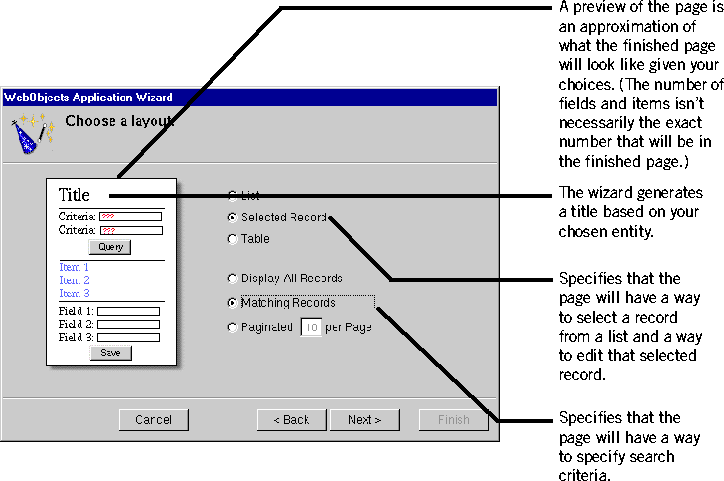 A preview of the page is
an approximation of
what the finished page
will look like given your
choices. (The number of
fields and items isn't
necessarily the exact
number that will be in
the finished page.)
WebObjects Application Wizard
Choose a layout.
Title
Criteria: ???
Criteria: ???
Query
Item 1
Item 2
Item 3
Field 1:
Field 2:
Field 3:
Save
List
Selected Record
Table
Display All Records
Matching Records
Paginated 10 per Page
The wizard generates
a title based on your
chosen entity.
Specifies that the
page will have a way
to select a record
from a list and a way
to edit that selected
record.
Cancel
< Back
Next >
Finish
Specifies that the
page will have a way
to specify search
criteria.